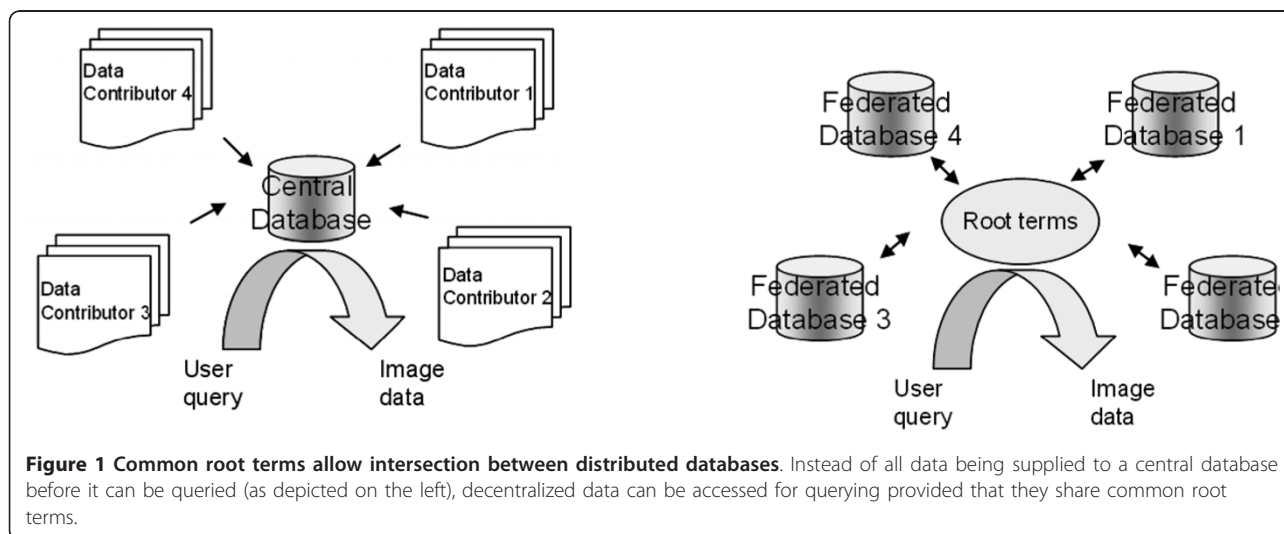 Data
Contributor 4
Data
Contributor 1
Central
Database
Data
Contributor 3
Data
Contributor 2
User
query
Image
data
Federated
Database 4
Federated
Database 1
Root terms
Federated
Database 3
Federate
Database
User
query
Image
data
Figure 1 Common root terms allow intersection between distributed databases. Instead of all data being supplied to a central database
before it can be queried (as depicted on the left), decentralized data can be accessed for querying provided that they share common root
terms.